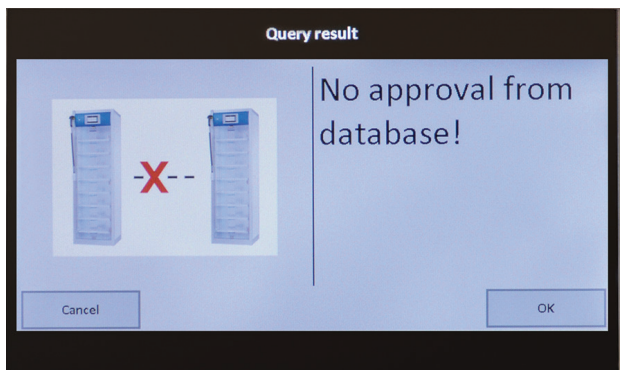 Query result
No approval from
database!
Cancel
OK